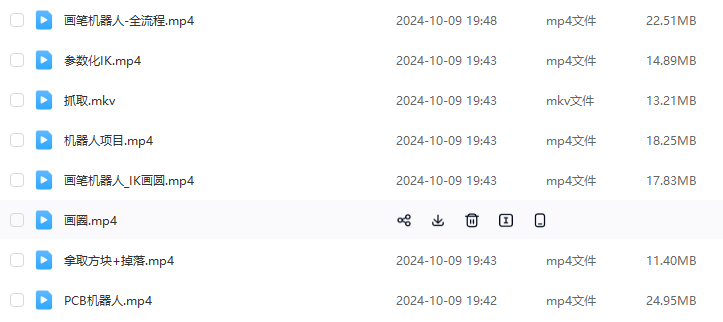 画笔机器人-全流程.mp4 2024-10-09 19:48 mp4文件 22.51MB
参数化IK.mp4 2024-10-09 19:43 mp4文件 14.89MB
抓取.mkv 2024-10-09 19:43 mkv文件 13.21MB
机器人项目.mp4 2024-10-09 19:43 mp4文件 18.25MB
画笔机器人_IK画圆.mp4 2024-10-09 19:43 mp4文件 17.83MB
画圈.mp4
拿取方块+掉落.mp4 2024-10-09 19:43 mp4文件 11.40MB
PCB机器人.mp4 2024-10-09 19:42 mp4文件 24.95MB